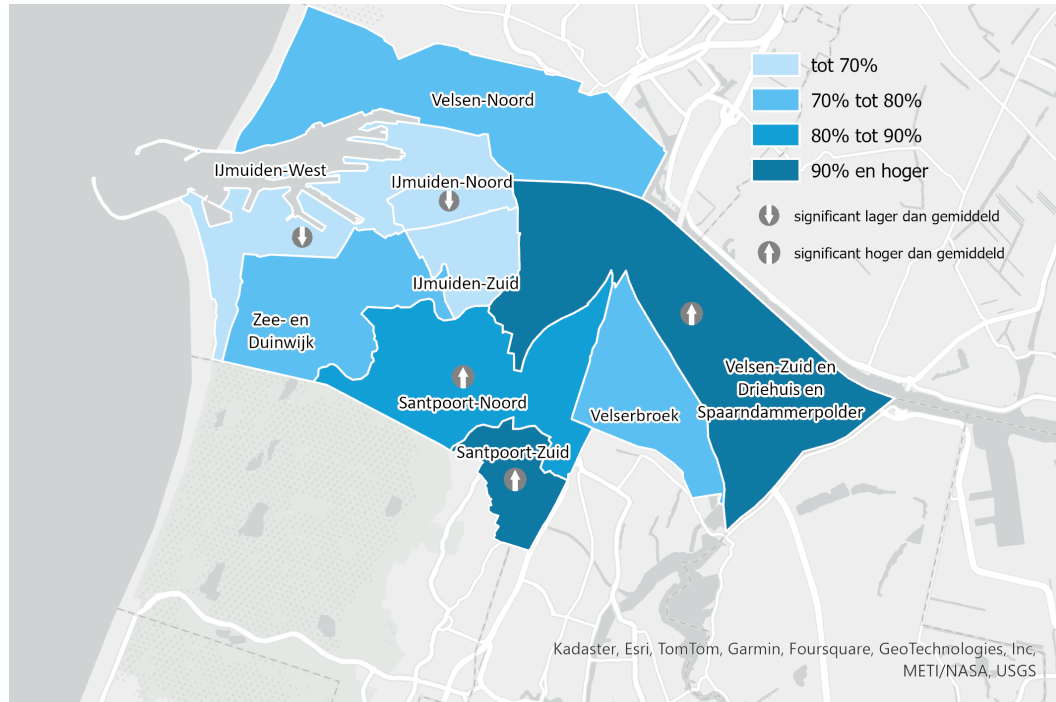 Velsen-Noord
IJmuiden-West
IJmuiden-Noord
IJmuiden-Zuid
Zee- en
Duinwijk
Santpoort-Noord
Santpoort-Zuid
Velserbroek
Velsen-Zuid en
Driehuis en
Spaarndammerpolder
tot 70%
70% tot 80%
80% tot 90%
90% en hoger
significant lager dan gemiddeld
significant hoger dan gemiddeld
Kadaster, Esri, TomTom, Garmin, Foursquare, GeoTechnologies, Inc,
METI/NASA, USGS